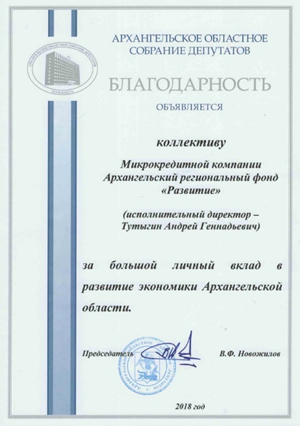 АРХАНГЕЛЬСКОЕ ОБЛАСТНОЕ
СОБРАНИЕ ДЕПУТАТОВ
БЛАГОДАРНОСТЬ
ОБЪЯВЛЯЕТСЯ
коллективу
Микрокредитной компании
Архангельский региональный фонд
«Развитие»
(исполнительный директор –
Тутыгин Андрей Геннадьевич)
за большой личный вклад в
развитие экономики Архангельской
области.
Председатель В.Ф. Новожилов
2018 год